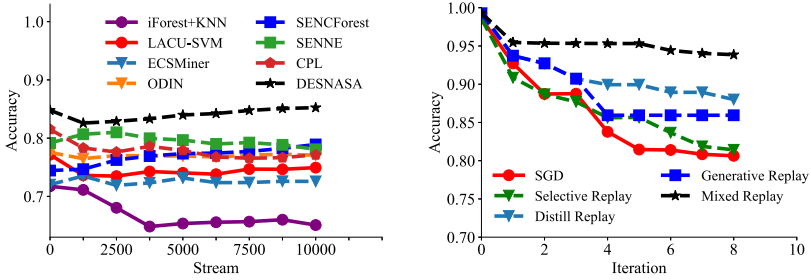 1.0
0.9
0.8
0.7
Accuracy
iForest+KNN
LACU-SVM
ECSMiner
ODIN
SENCForest
SENNE
CPL
DESNASA
0 2500 5000 7500 10000
Stream
1.00
0.95
0.90
0.85
0.80
0.75
0.70
Accuracy
SGD
Selective Replay
Distill Replay
Generative Replay
Mixed Replay
0 2 4 6 8 10
Iteration